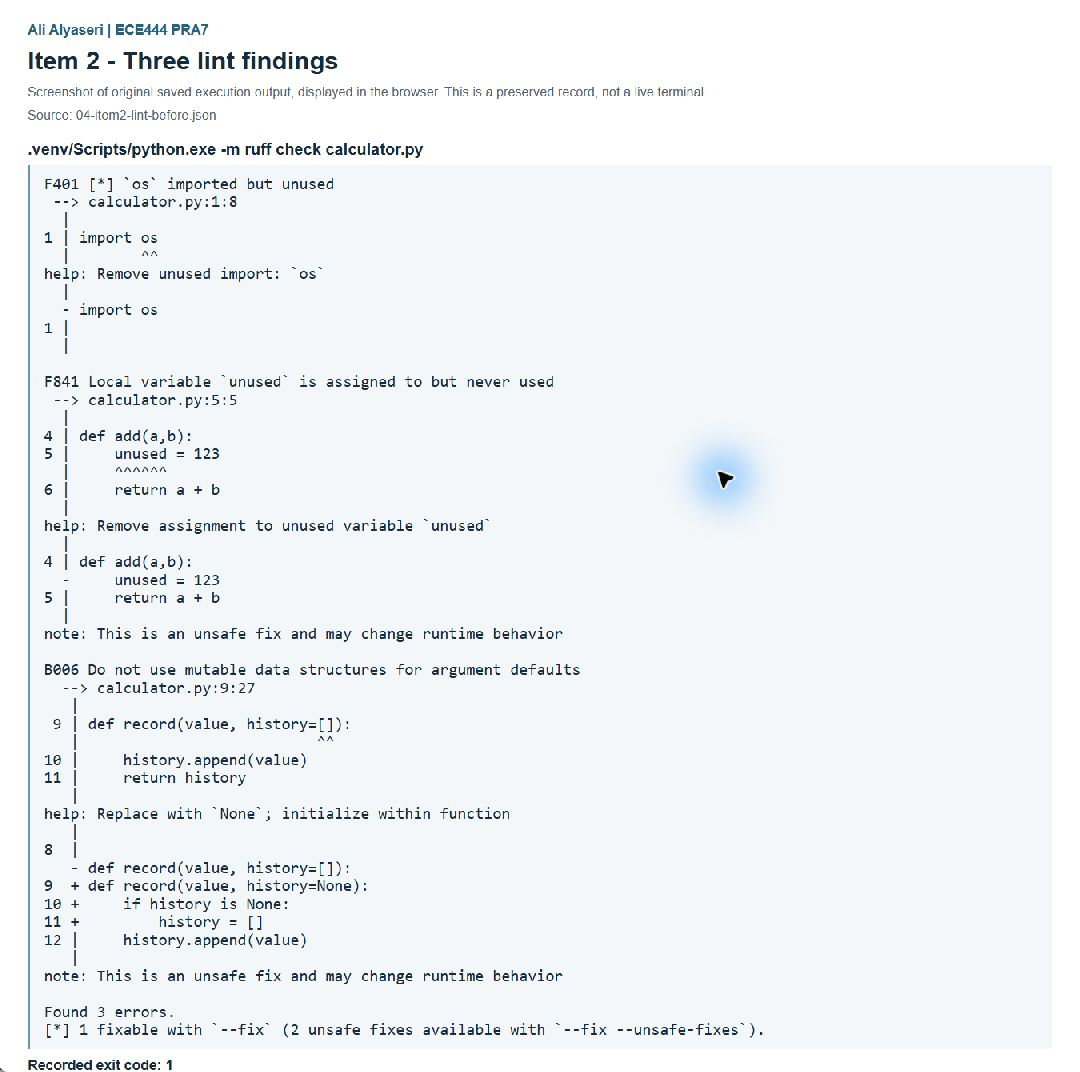 Ali Alyaseri | ECE444 PRA7
Item 2 - Three lint findings
Screenshot of original saved execution output, displayed in the browser. This is a preserved record, not a live terminal
Source: 04-item2-lint-before.json
.venv/Scripts/python.exe -m ruff check calculator.py
F401 [*] `os` imported but unused
 --> calculator.py:1:8
  |
1 | import os
  |        ^^
help: Remove unused import: `os`
  |
  - import os
1 |
  |
F841 Local variable `unused` is assigned to but never used
 --> calculator.py:5:5
  |
4 | def add(a,b):
5 |     unused = 123
  |     ^^^^^^
6 |     return a + b
  |
help: Remove assignment to unused variable `unused`
  |
4 | def add(a,b):
  -     unused = 123
5 |     return a + b
  |
note: This is an unsafe fix and may change runtime behavior
B006 Do not use mutable data structures for argument defaults
  --> calculator.py:9:27
   |
 9 | def record(value, history=[]):
   |                           ^^
10 |     history.append(value)
11 |     return history
   |
help: Replace with `None`; initialize within function
   |
8  |
   - def record(value, history=[]):
9  + def record(value, history=None):
10 +     if history is None:
11 +         history = []
12 |     history.append(value)
   |
note: This is an unsafe fix and may change runtime behavior
Found 3 errors.
[*] 1 fixable with `--fix` (2 unsafe fixes available with `--fix --unsafe-fixes`).
Recorded exit code: 1